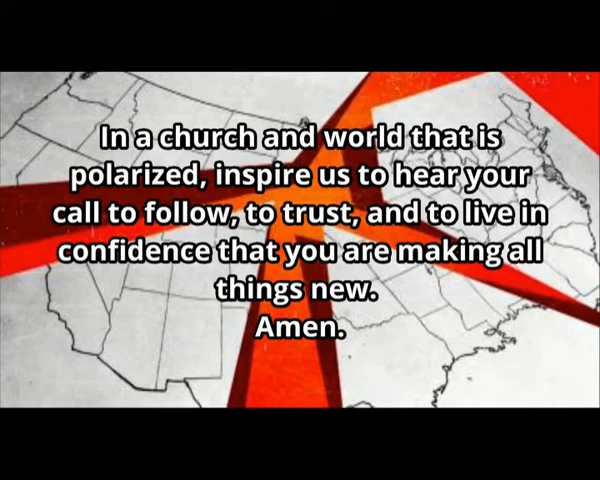 In a church and world that is
polarized, inspire us to hear your
call to follow, to trust, and to live in
confidence that you are making all
things new.
Amen.